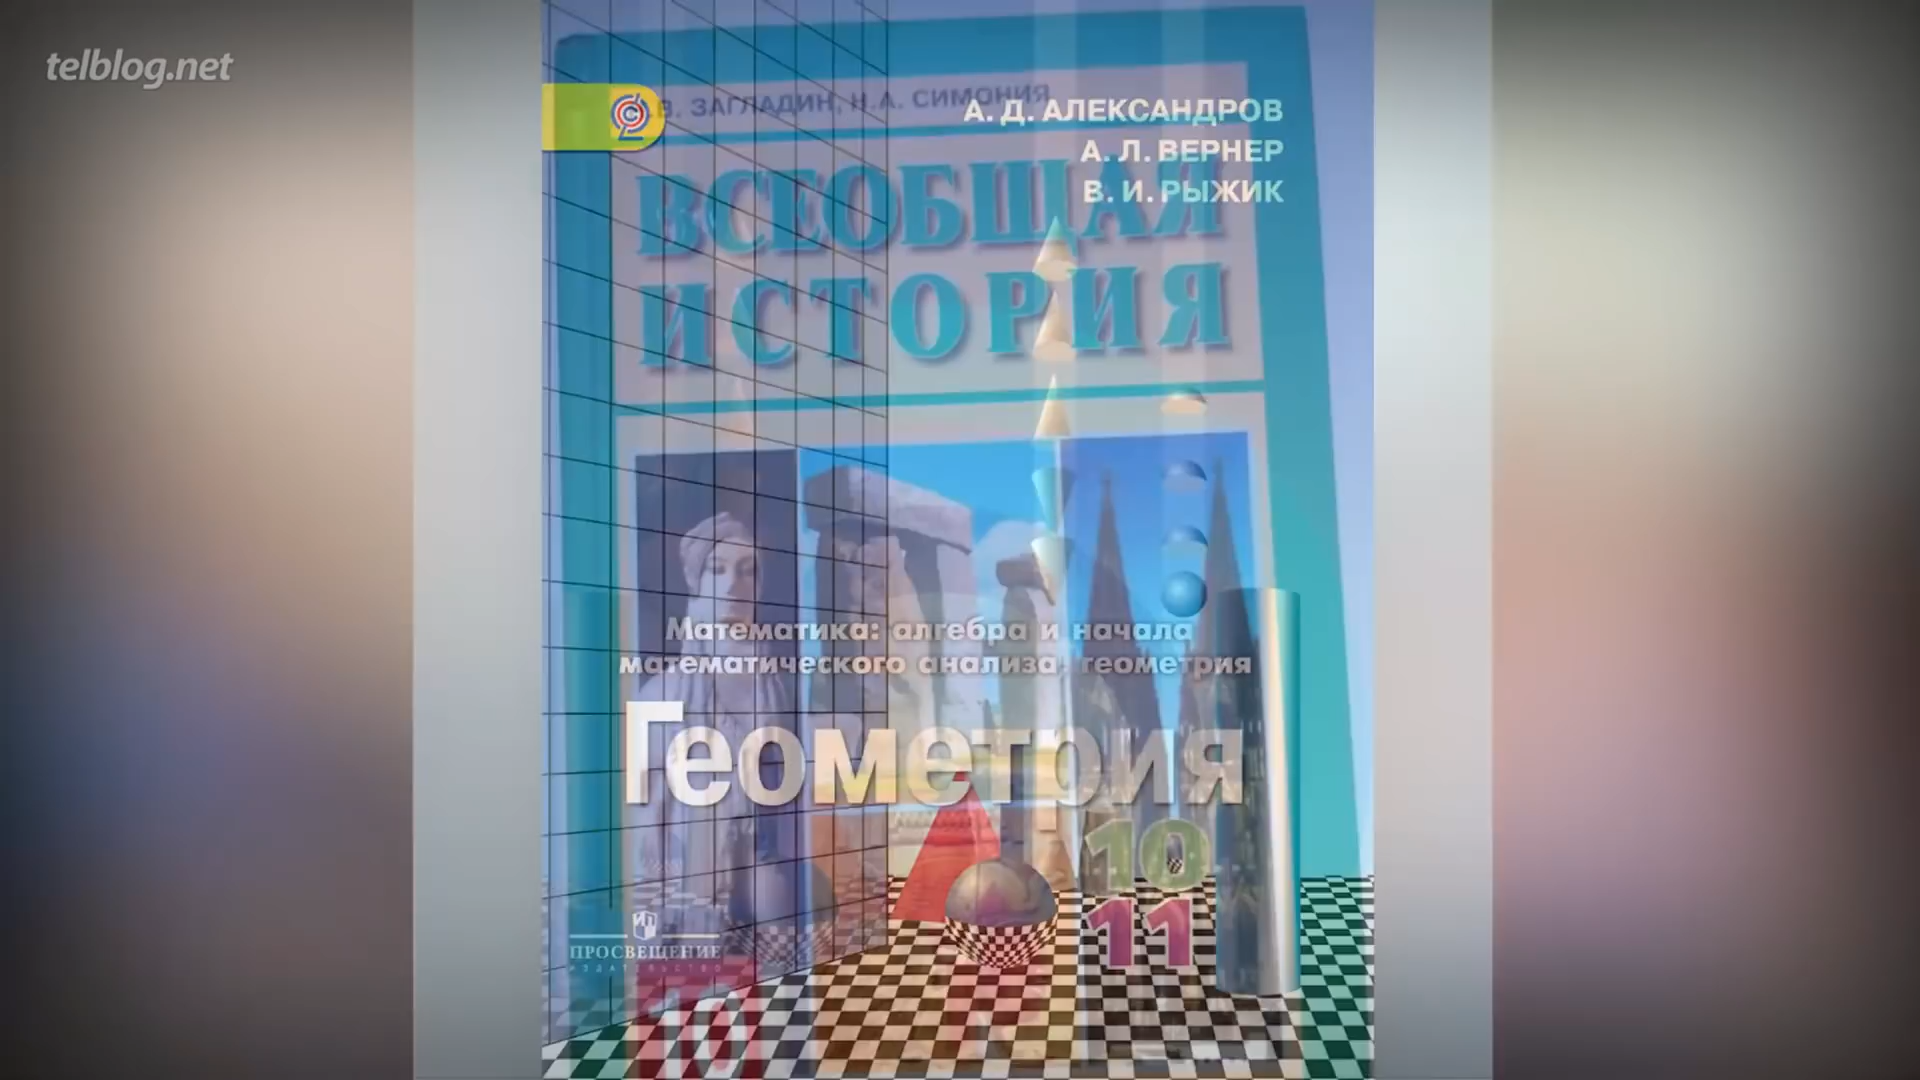 telblog.net
В. ЗАГЛАДИН, Н.А. СИМОНИЯ
А. Д. АЛЕКСАНДРОВ
А. Л. ВЕРНЕР
В. И. РЫЖИК
ВСЕОБЩАЯ
ИСТОРИЯ
Математика: алгебра и начала
математического анализа, геометрия
Геометрия
10
11
ПРОСВЕЩЕНИЕ
ИЗДАТЕЛЬСТВО
10